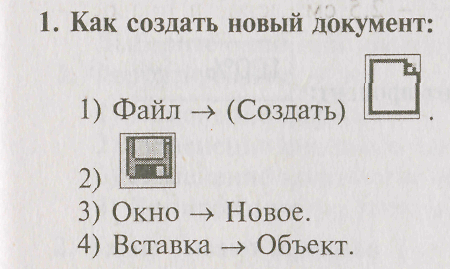 1. Как создать новый документ:
1) Файл → (Создать) .
2)
3) Окно → Новое.
4) Вставка → Объект.